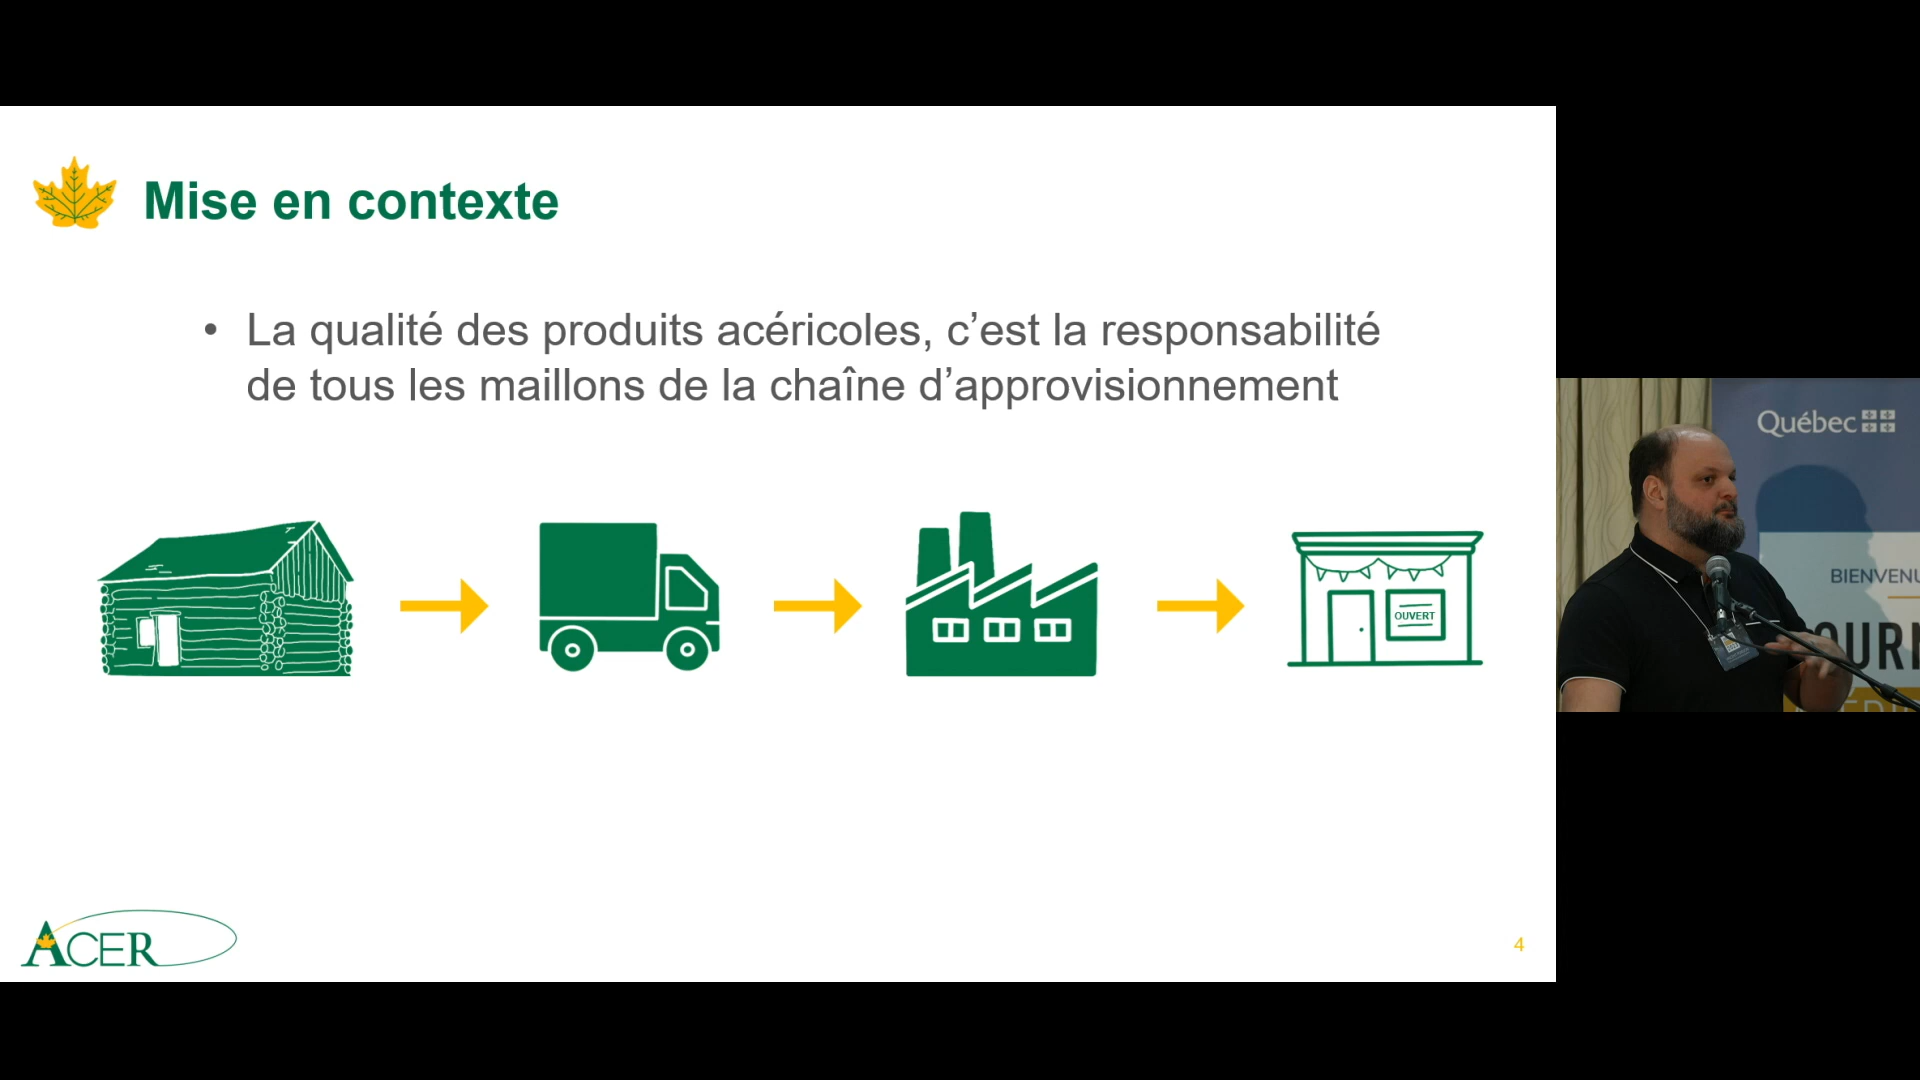 Mise en contexte
• La qualité des produits acéricoles, c’est la responsabilité
de tous les maillons de la chaîne d’approvisionnement
OUVERT
ACER
4
Québec